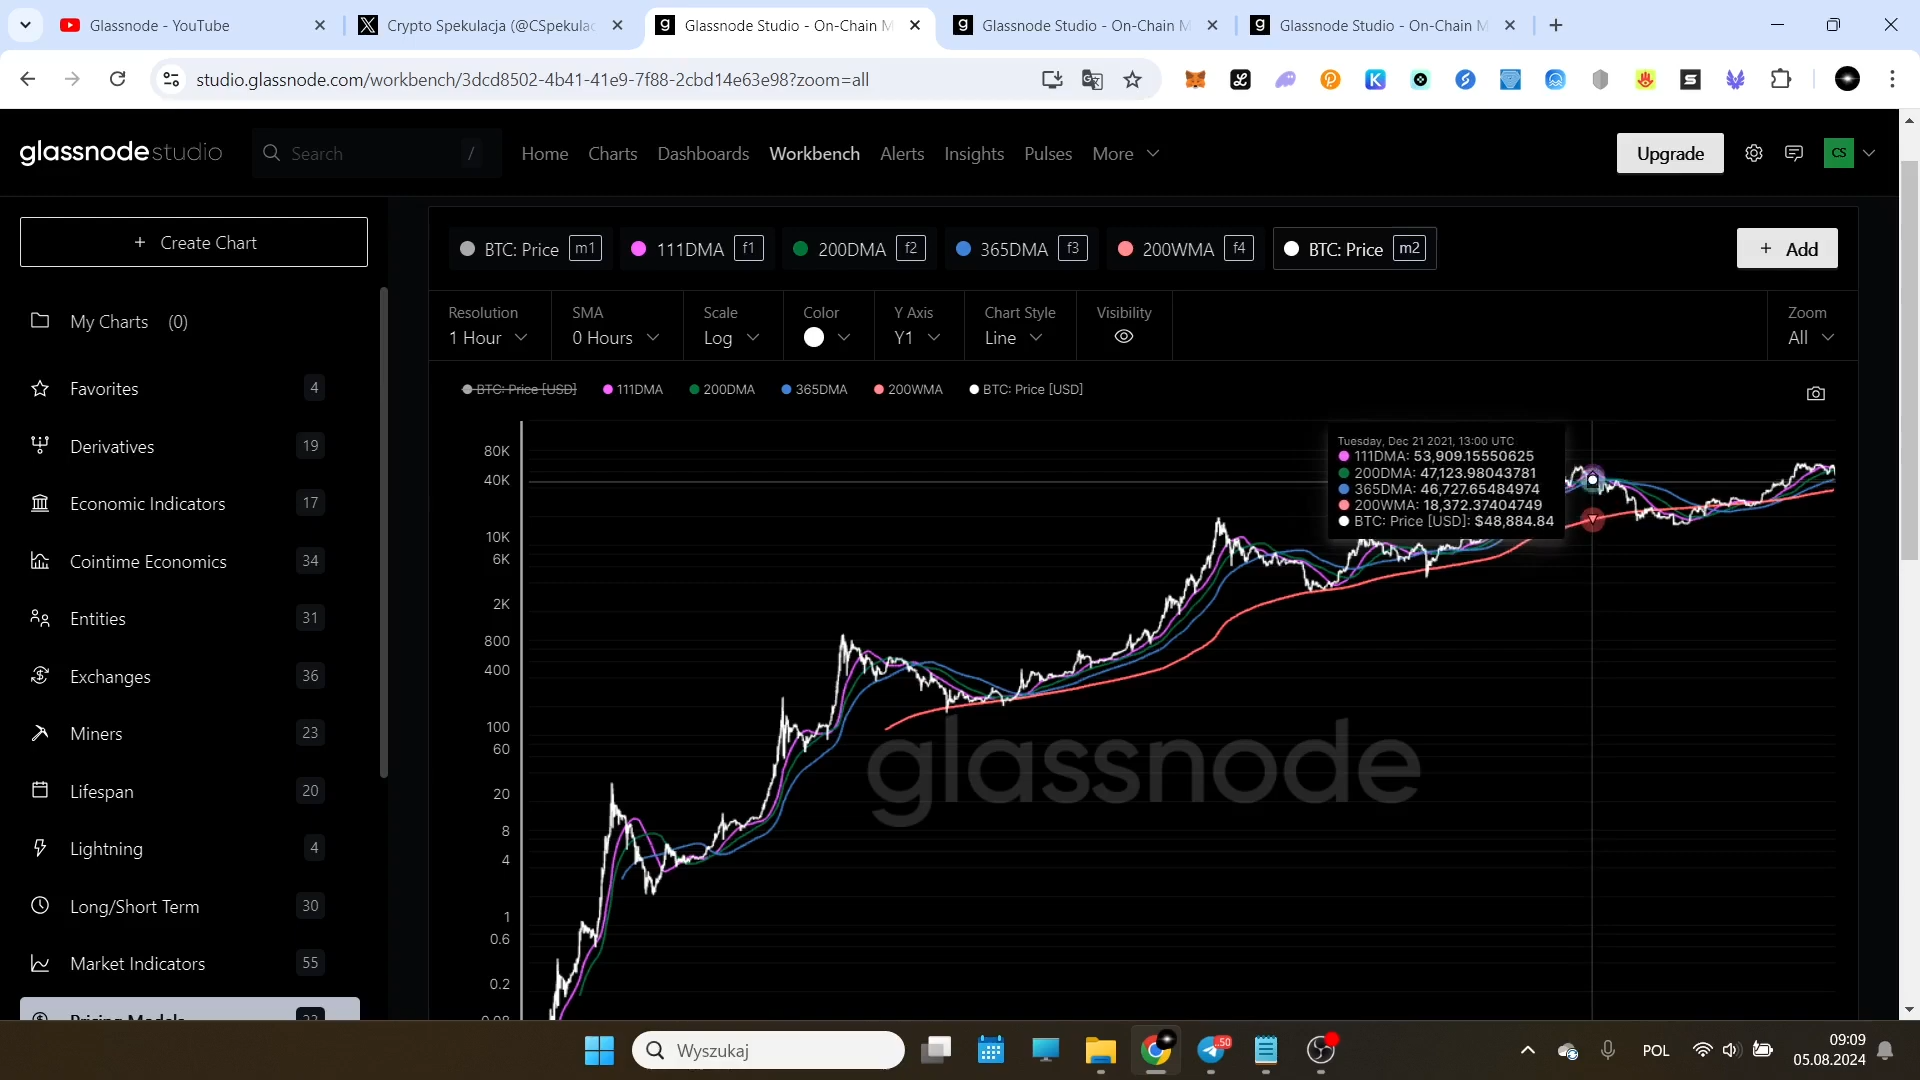 Glassnode - YouTube
Crypto Spekulacja (@CSpekulac
Glassnode Studio - On-Chain M
Glassnode Studio - On-Chain M
Glassnode Studio - On-Chain M
studio.glassnode.com/workbench/3dcd8502-4b41-41e9-7f88-2cbd14e63e98?zoom=all
glassnodestudio
Search /
Home Charts Dashboards Workbench Alerts Insights Pulses More
Upgrade
CS
+ Create Chart
My Charts (0)
Favorites 4
Derivatives 19
Economic Indicators 17
Cointime Economics 34
Entities 31
Exchanges 36
Miners 23
Lifespan 20
Lightning 4
Long/Short Term 30
Market Indicators 55
Pricing Models
BTC: Price m1
111DMA f1
200DMA f2
365DMA f3
200WMA f4
BTC: Price m2
+ Add
Resolution
1 Hour
SMA
0 Hours
Scale
Log
Color
Y Axis
Y1
Chart Style
Line
Visibility
Zoom
All
BTC: Price [USD]
111DMA
200DMA
365DMA
200WMA
BTC: Price [USD]
80K
40K
10K
6K
2K
800
400
100
60
20
8
4
1
0.6
0.2
0.08
Tuesday, Dec 21 2021, 13:00 UTC
111DMA: 53,909.15550625
200DMA: 47,123.98043781
365DMA: 46,727.65484974
200WMA: 18,372.37404749
BTC: Price [USD]: $48,884.84
glassnode
Wyszukaj
50
POL
09:09
05.08.2024